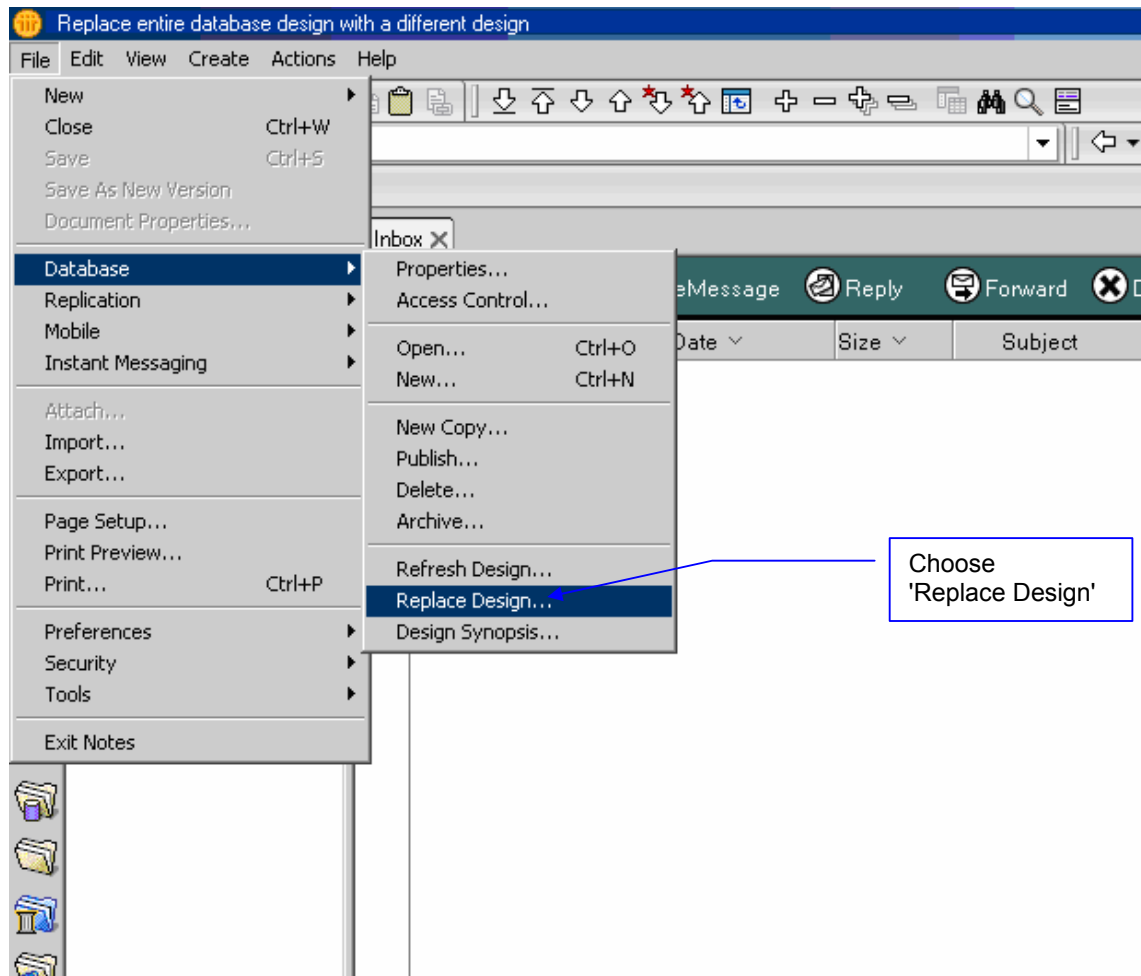 Replace entire database design with a different design
File Edit View Create Actions Help
New
Close Ctrl+W
Save Ctrl+S
Save As New Version
Document Properties...
Database
Replication
Mobile
Instant Messaging
Attach...
Import...
Export...
Page Setup...
Print Preview...
Print... Ctrl+P
Preferences
Security
Tools
Exit Notes
Inbox
Properties...
Access Control...
Open... Ctrl+O
New... Ctrl+N
New Copy...
Publish...
Delete...
Archive...
Refresh Design...
Replace Design...
Design Synopsis...
eMessage Reply Forward D
Date Size Subject
Choose
'Replace Design'